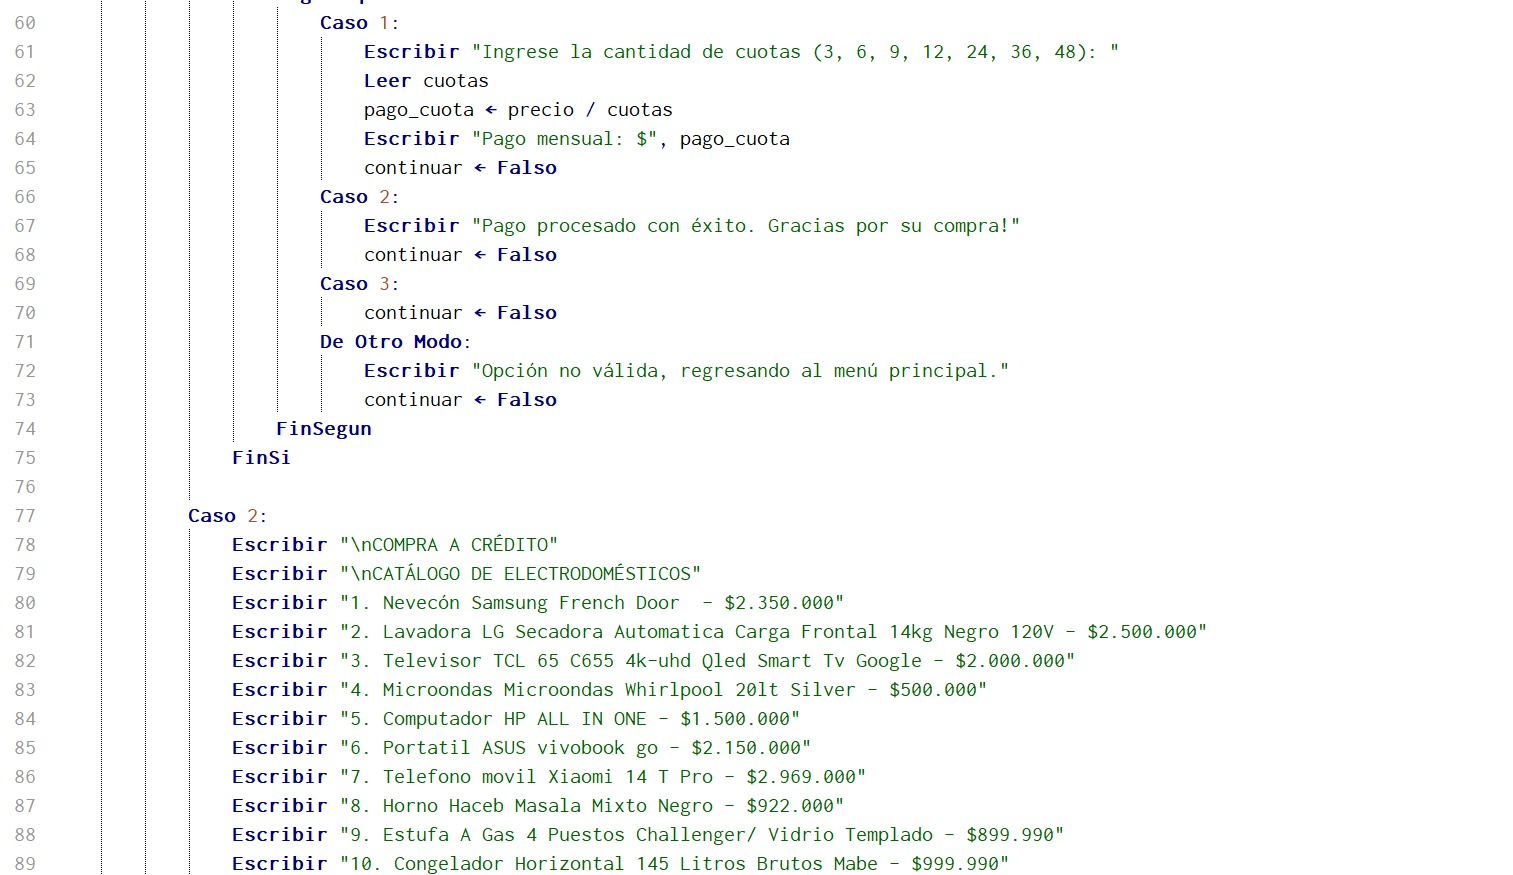 60 Caso 1:
61 Escribir "Ingrese la cantidad de cuotas (3, 6, 9, 12, 24, 36, 48): "
62 Leer cuotas
63 pago_cuota ← precio / cuotas
64 Escribir "Pago mensual: $", pago_cuota
65 continuar ← Falso
66 Caso 2:
67 Escribir "Pago procesado con éxito. Gracias por su compra!"
68 continuar ← Falso
69 Caso 3:
70 continuar ← Falso
71 De Otro Modo:
72 Escribir "Opción no válida, regresando al menú principal."
73 continuar ← Falso
74 FinSegun
75 FinSi
76
77 Caso 2:
78 Escribir "\nCOMPRA A CRÉDITO"
79 Escribir "\nCATÁLOGO DE ELECTRODOMÉSTICOS"
80 Escribir "1. Nevecón Samsung French Door  - $2.350.000"
81 Escribir "2. Lavadora LG Secadora Automatica Carga Frontal 14kg Negro 120V - $2.500.000"
82 Escribir "3. Televisor TCL 65 C655 4k-uhd Qled Smart Tv Google - $2.000.000"
83 Escribir "4. Microondas Microondas Whirlpool 20lt Silver - $500.000"
84 Escribir "5. Computador HP ALL IN ONE - $1.500.000"
85 Escribir "6. Portatil ASUS vivobook go - $2.150.000"
86 Escribir "7. Telefono movil Xiaomi 14 T Pro - $2.969.000"
87 Escribir "8. Horno Haceb Masala Mixto Negro - $922.000"
88 Escribir "9. Estufa A Gas 4 Puestos Challenger/ Vidrio Templado - $899.990"
89 Escribir "10. Congelador Horizontal 145 Litros Brutos Mabe - $999.990"